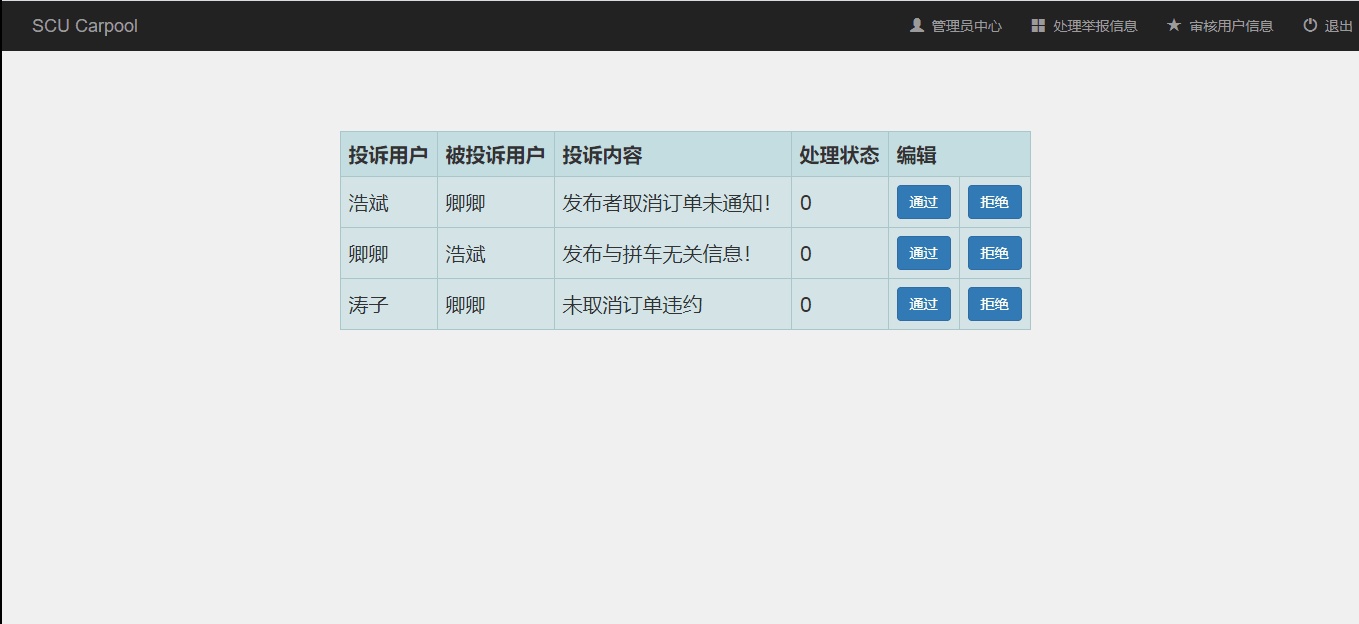 SCU Carpool 管理员中心 处理举报信息 审核用户信息 退出
投诉用户 被投诉用户 投诉内容 处理状态 编辑
浩斌 卿卿 发布者取消订单未通知! 0 通过 拒绝
卿卿 浩斌 发布与拼车无关信息! 0 通过 拒绝
涛子 卿卿 未取消订单违约 0 通过 拒绝